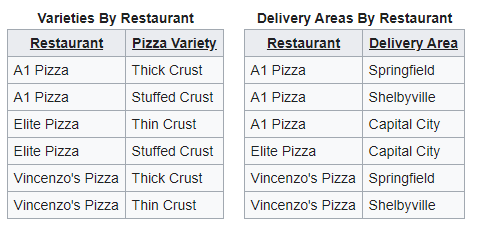 Varieties By Restaurant
Restaurant Pizza Variety
A1 Pizza Thick Crust
A1 Pizza Stuffed Crust
Elite Pizza Thin Crust
Elite Pizza Stuffed Crust
Vincenzo's Pizza Thick Crust
Vincenzo's Pizza Thin Crust
Delivery Areas By Restaurant
Restaurant Delivery Area
A1 Pizza Springfield
A1 Pizza Shelbyville
A1 Pizza Capital City
Elite Pizza Capital City
Vincenzo's Pizza Springfield
Vincenzo's Pizza Shelbyville